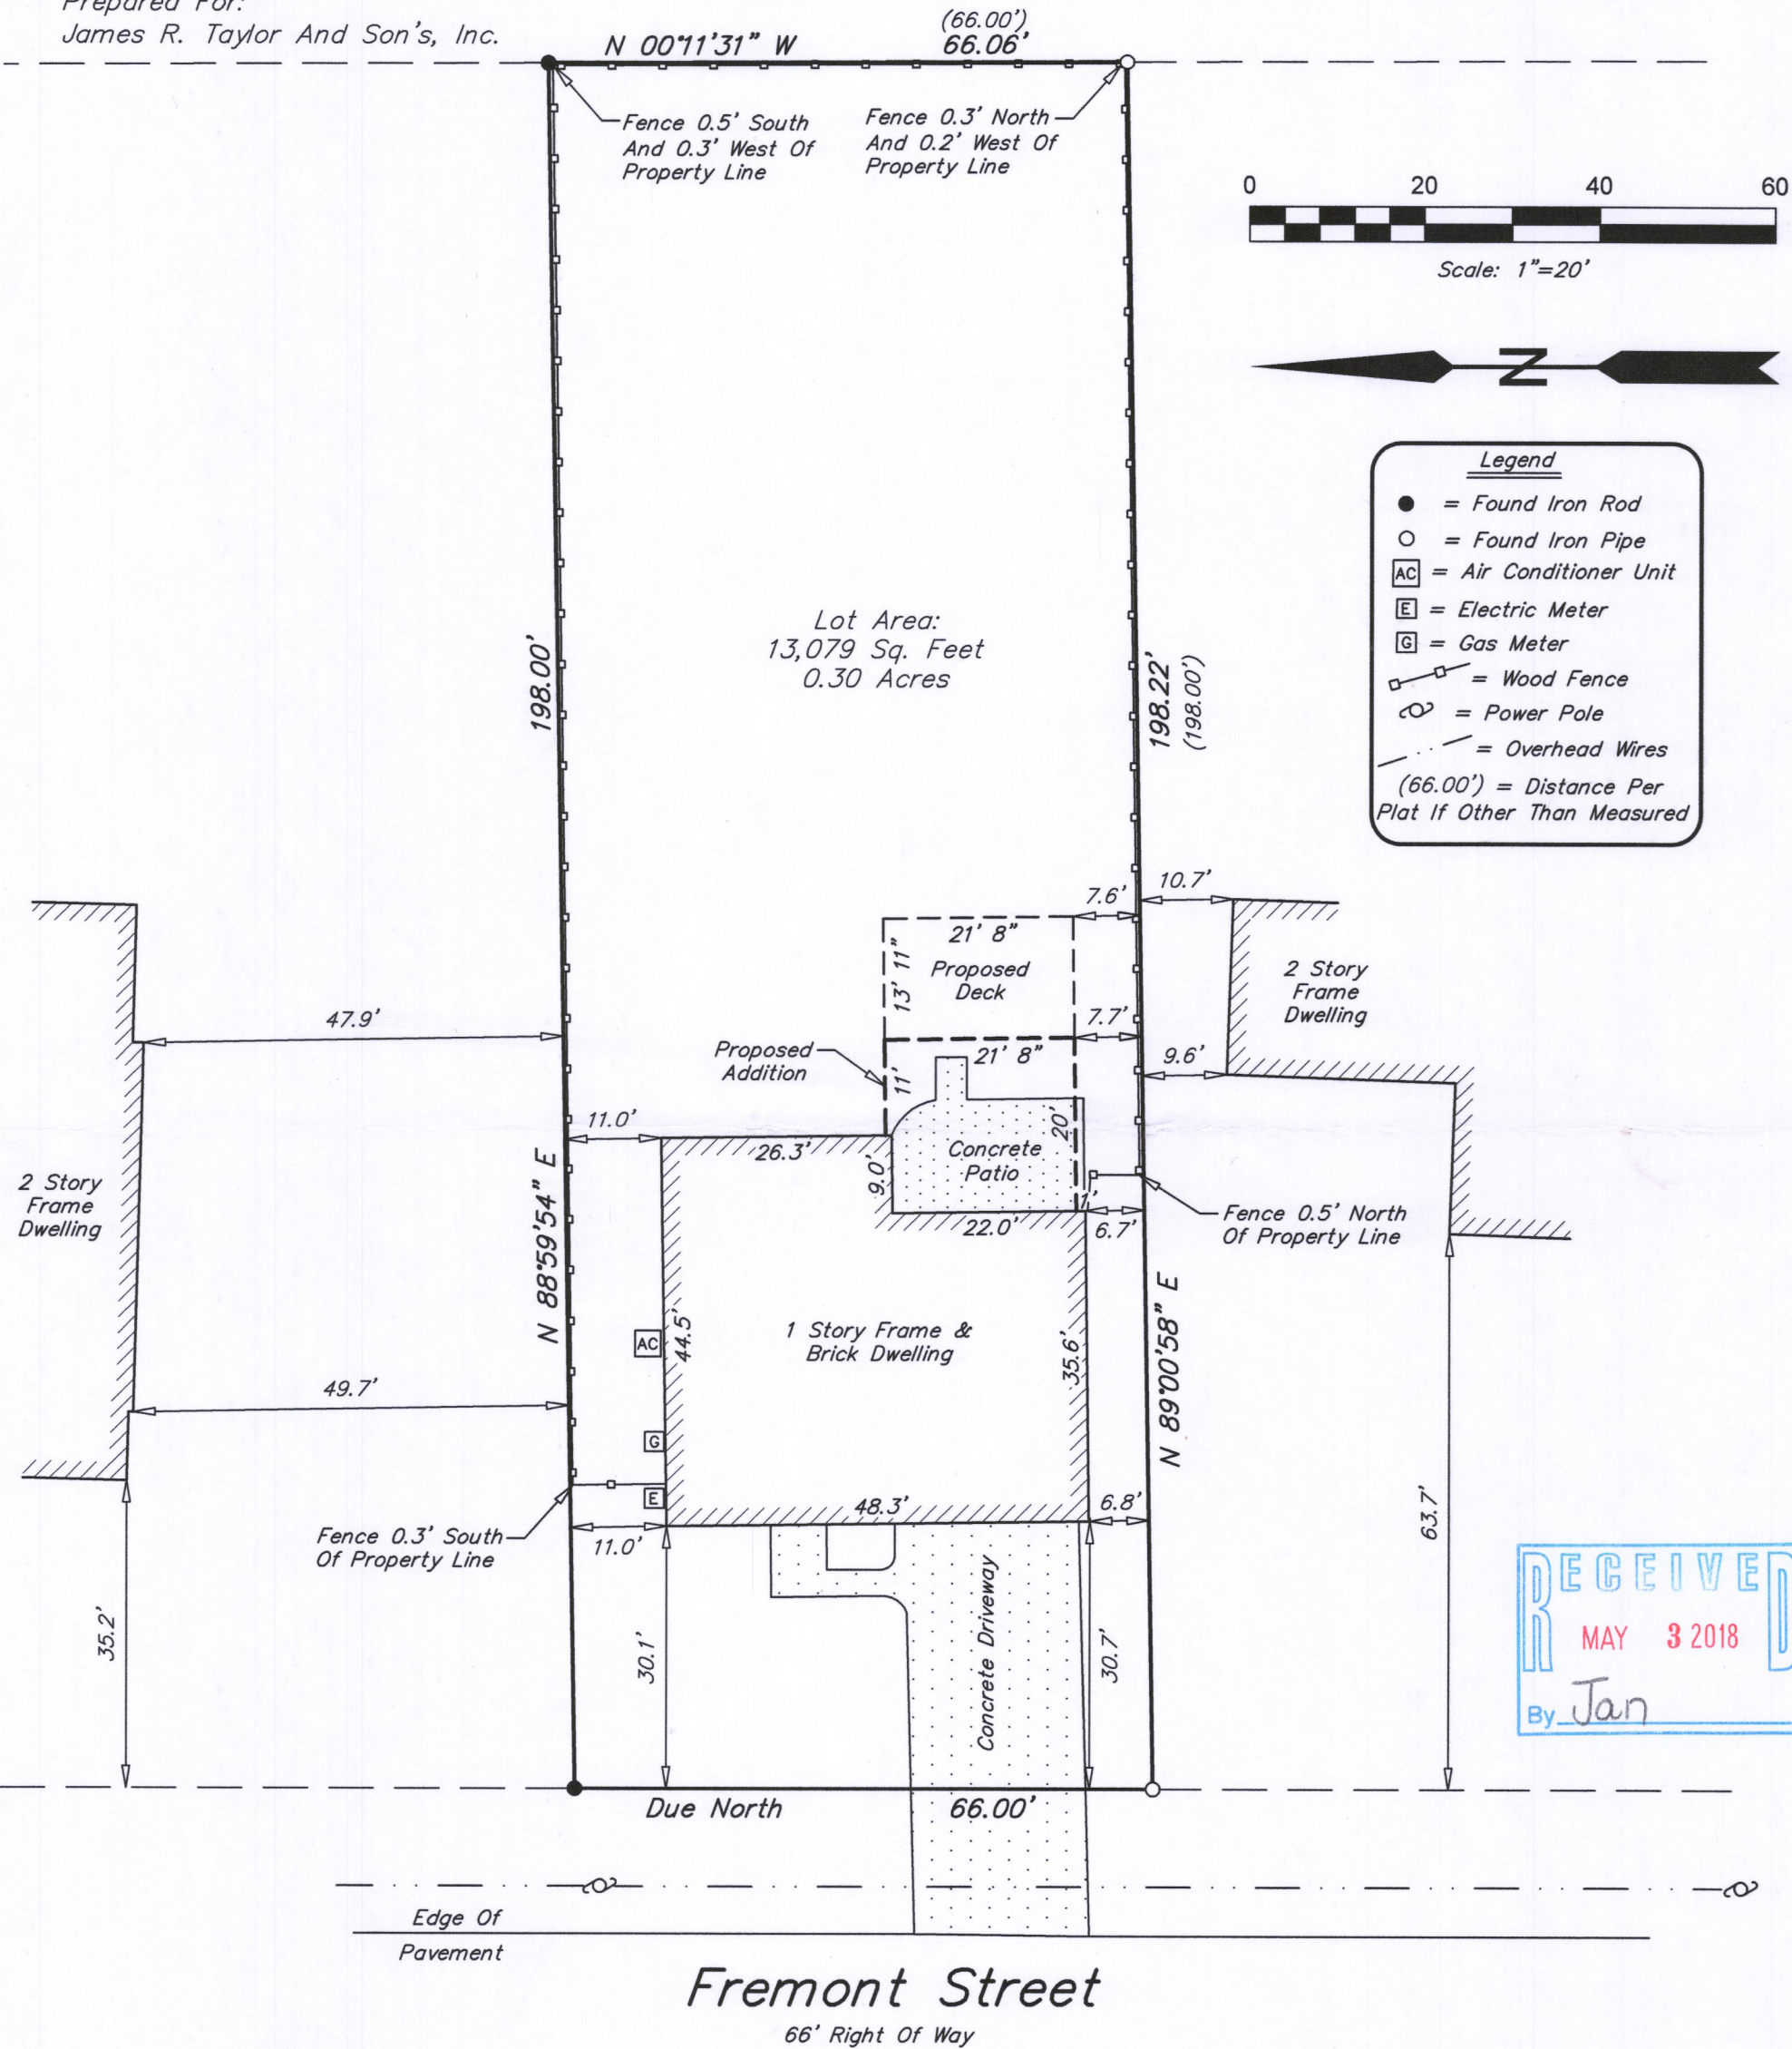 Prepared For:
James R. Taylor And Son's, Inc.
(66.00')
N 00°11'31" W 66.06'
Fence 0.5' South
And 0.3' West Of
Property Line
Fence 0.3' North
And 0.2' West Of
Property Line
0 20 40 60
Scale: 1"=20'
N
Legend
= Found Iron Rod
= Found Iron Pipe
AC = Air Conditioner Unit
E = Electric Meter
G = Gas Meter
= Wood Fence
= Power Pole
= Overhead Wires
(66.00') = Distance Per
Plat If Other Than Measured
Lot Area:
13,079 Sq. Feet
0.30 Acres
198.00'
198.22'
(198.00')
7.6'
10.7'
21' 8"
13' 11"
Proposed
Deck
2 Story
Frame
Dwelling
47.9'
7.7'
Proposed
Addition
21' 8"
11'
9.6'
11.0'
26.3'
20'
Concrete
Patio
9.0'
1'
22.0'
6.7'
Fence 0.5' North
Of Property Line
2 Story
Frame
Dwelling
N 88°59'54" E
N 89°00'58" E
AC
44.5'
1 Story Frame &
Brick Dwelling
35.6'
49.7'
G
E
48.3'
6.8'
Fence 0.3' South
Of Property Line
11.0'
63.7'
35.2'
30.1'
Concrete Driveway
30.7'
RECEIVED
MAY 3 2018
By Jan
Due North 66.00'
Edge Of
Pavement
Fremont Street
66' Right Of Way